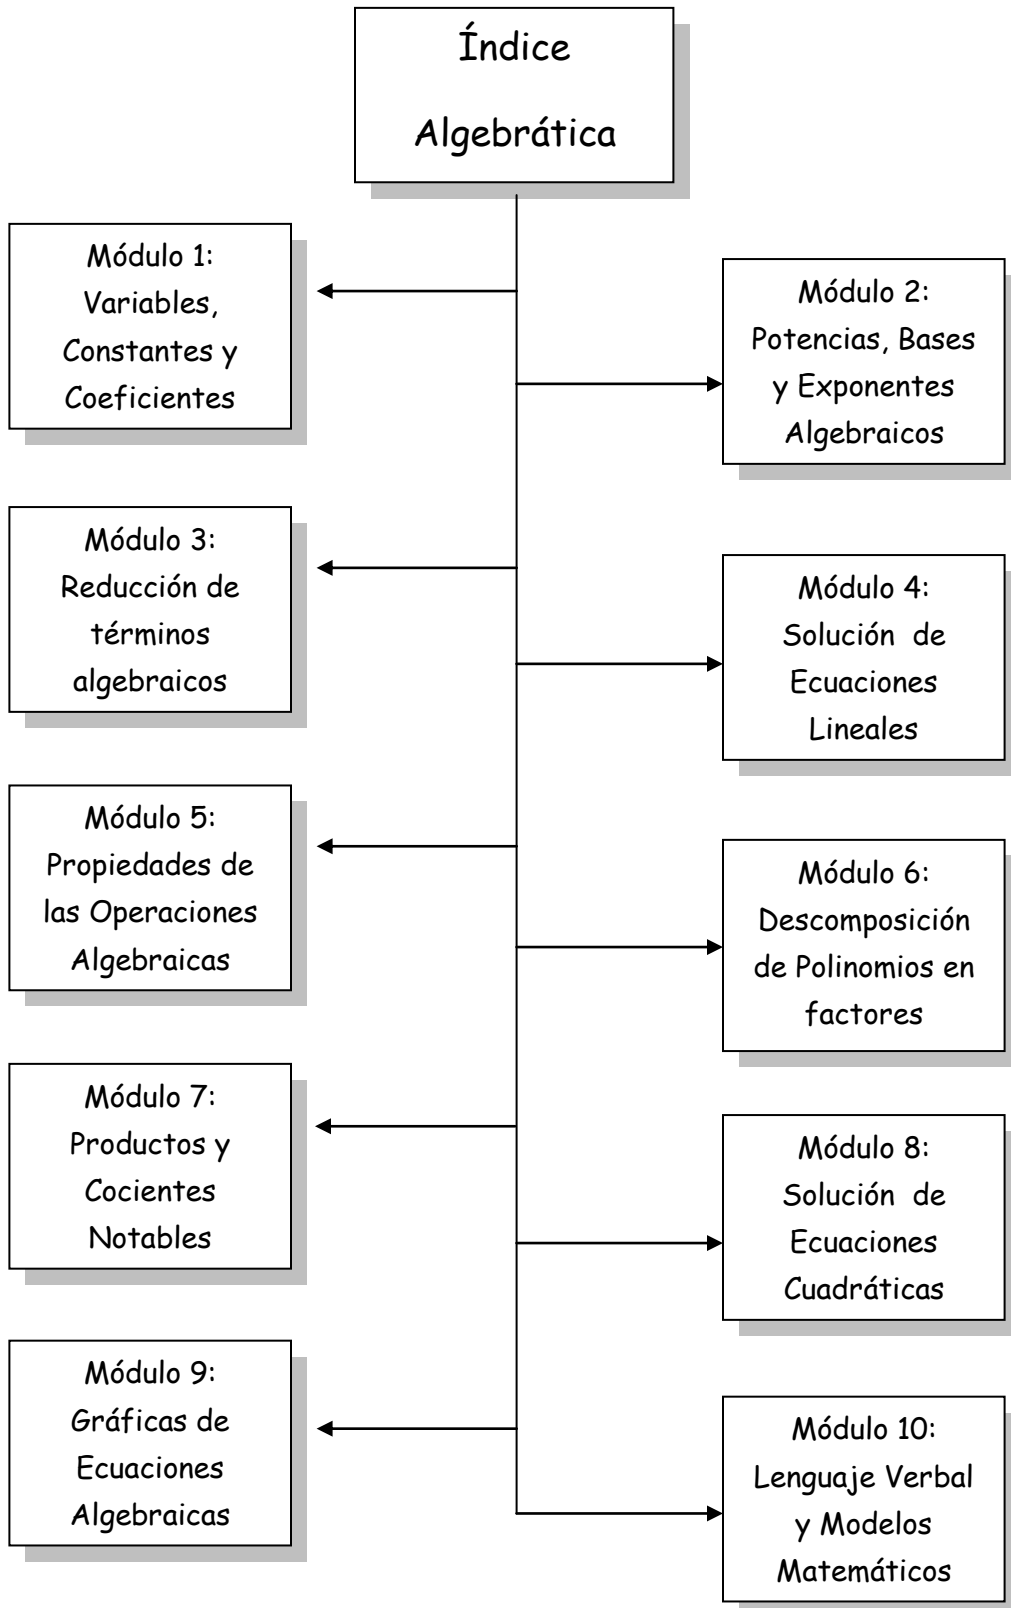 Índice
Algebrática
Módulo 1:
Variables,
Constantes y
Coeficientes
Módulo 2:
Potencias, Bases
y Exponentes
Algebraicos
Módulo 3:
Reducción de
términos
algebraicos
Módulo 4:
Solución de
Ecuaciones
Lineales
Módulo 5:
Propiedades de
las Operaciones
Algebraicas
Módulo 6:
Descomposición
de Polinomios en
factores
Módulo 7:
Productos y
Cocientes
Notables
Módulo 8:
Solución de
Ecuaciones
Cuadráticas
Módulo 9:
Gráficas de
Ecuaciones
Algebraicas
Módulo 10:
Lenguaje Verbal
y Modelos
Matemáticos